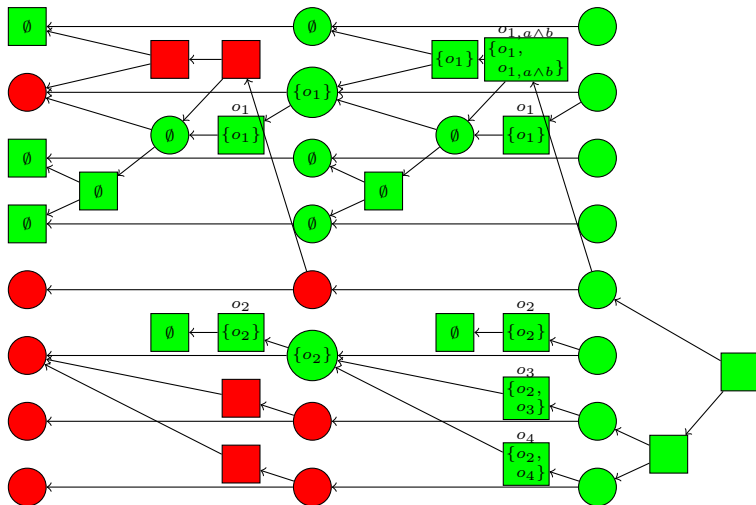 ∅ ∅ o₁,ₐ∧b
{o₁} {o₁,
o₁,ₐ∧b}
{o₁}
o₁ o₁
∅ {o₁} ∅ {o₁}
∅ ∅
∅ ∅
∅ ∅
o₂ o₂
∅ {o₂} ∅ {o₂}
{o₂}
o₃
{o₂,
o₃}
o₄
{o₂,
o₄}